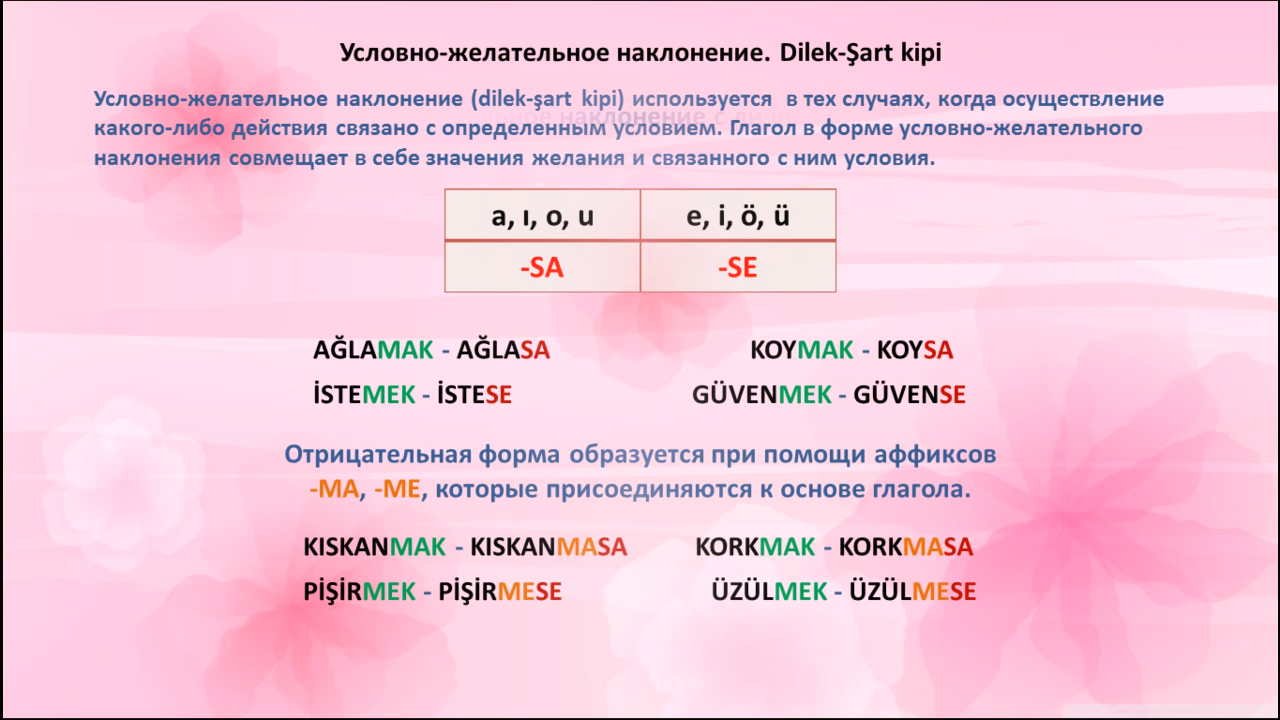 Условно-желательное наклонение. Dilek-Şart kipi
Условно-желательное наклонение (dilek-şart kipi) используется в тех случаях, когда осуществление
какого-либо действия связано с определенным условием. Глагол в форме условно-желательного
наклонения совмещает в себе значения желания и связанного с ним условия.
a, ı, o, u e, i, ö, ü
-SA -SE
AĞLAMAK - AĞLASA KOYMAK - KOYSA
İSTEMEK - İSTESE GÜVENMEK - GÜVENSE
Отрицательная форма образуется при помощи аффиксов
-MA, -ME, которые присоединяются к основе глагола.
KISKANMAK - KISKANMASA KORKMAK - KORKMASA
PİŞİRMEK - PİŞİRMESE ÜZÜLMEK - ÜZÜLMESE